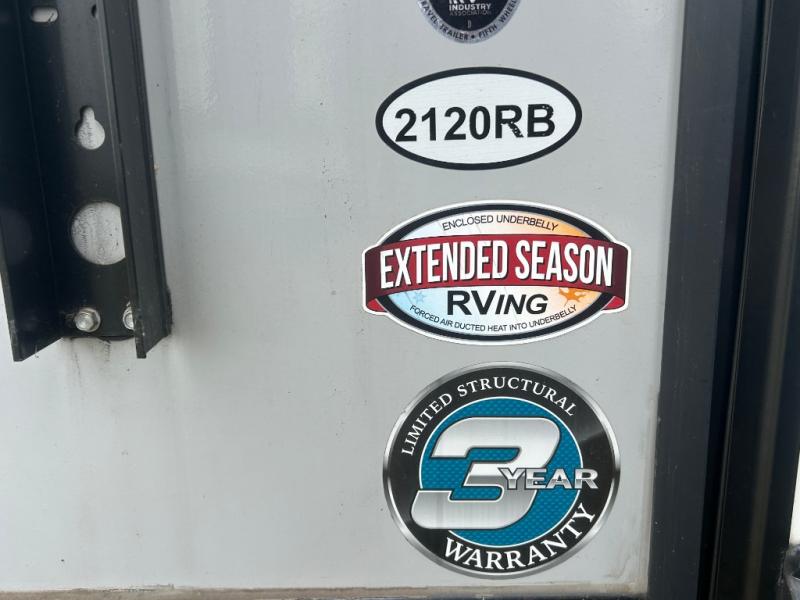 INDUSTRY
ASSOCIATION
TRAVEL TRAILER • FIFTH WHEEL
D
2120RB
ENCLOSED UNDERBELLY
EXTENDED SEASON
RVING
FORCED AIR DUCTED HEAT INTO UNDERBELLY
LIMITED STRUCTURAL
3 YEAR
WARRANTY